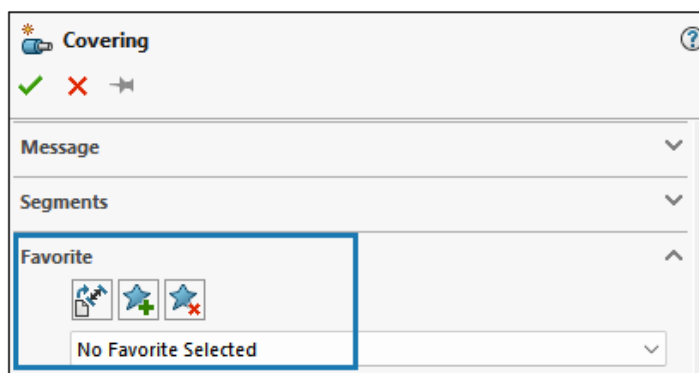 Covering
Message
Segments
Favorite
No Favorite Selected